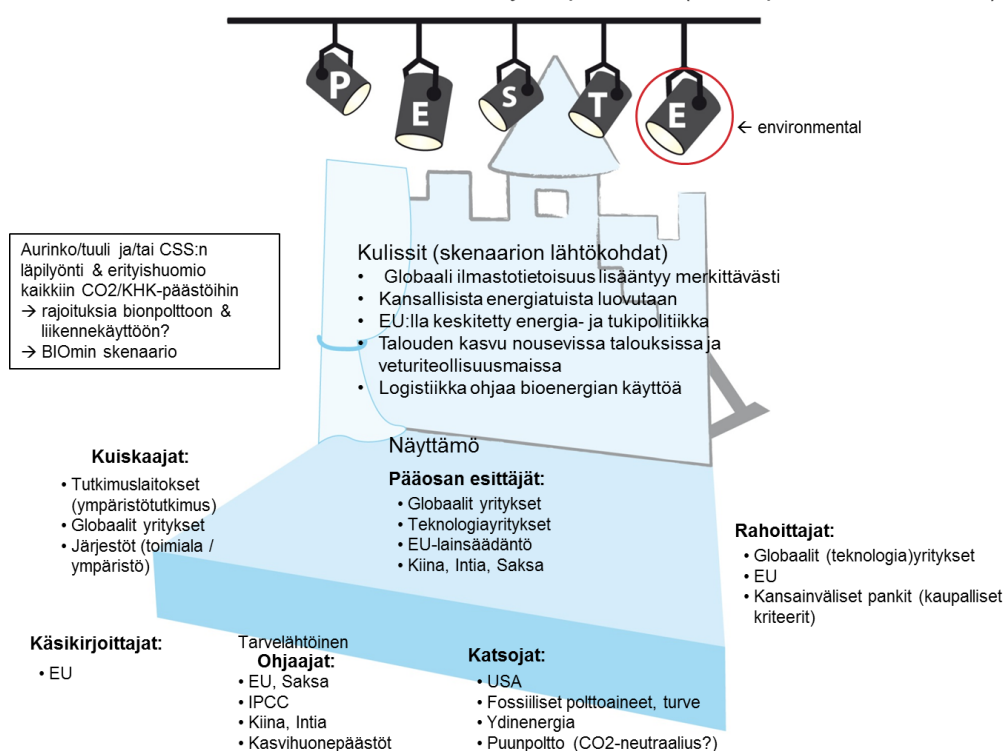 P E S T E
← environmental
Aurinko/tuuli ja/tai CSS:n
läpilyönti & erityishuomio
kaikkiin CO2/KHK-päästöihin
→ rajoituksia bionpolttoon &
liikennekäyttöön?
→ BIOmin skenaario
Kulissit (skenaarion lähtökohdat)
• Globaali ilmastotietoisuus lisääntyy merkittävästi
• Kansallisista energiatuista luovutaan
• EU:lla keskitetty energia- ja tukipolitiikka
• Talouden kasvu nousevissa talouksissa ja
veturiteollisuusmaissa
• Logistiikka ohjaa bioenergian käyttöä
Näyttämö
Pääosan esittäjät:
• Globaalit yritykset
• Teknologiayritykset
• EU-lainsäädäntö
• Kiina, Intia, Saksa
Kuiskaajat:
• Tutkimuslaitokset
(ympäristötutkimus)
• Globaalit yritykset
• Järjestöt (toimiala /
ympäristö)
Rahoittajat:
• Globaalit (teknologia)yritykset
• EU
• Kansainväliset pankit (kaupalliset
kriteerit)
Käsikirjoittajat:
• EU
Tarvelähtöinen
Ohjaajat:
• EU, Saksa
• IPCC
• Kiina, Intia
• Kasvihuonepäästöt
Katsojat:
• USA
• Fossiiliset polttoaineet, turve
• Ydinenergia
• Puunpoltto (CO2-neutraalius?)